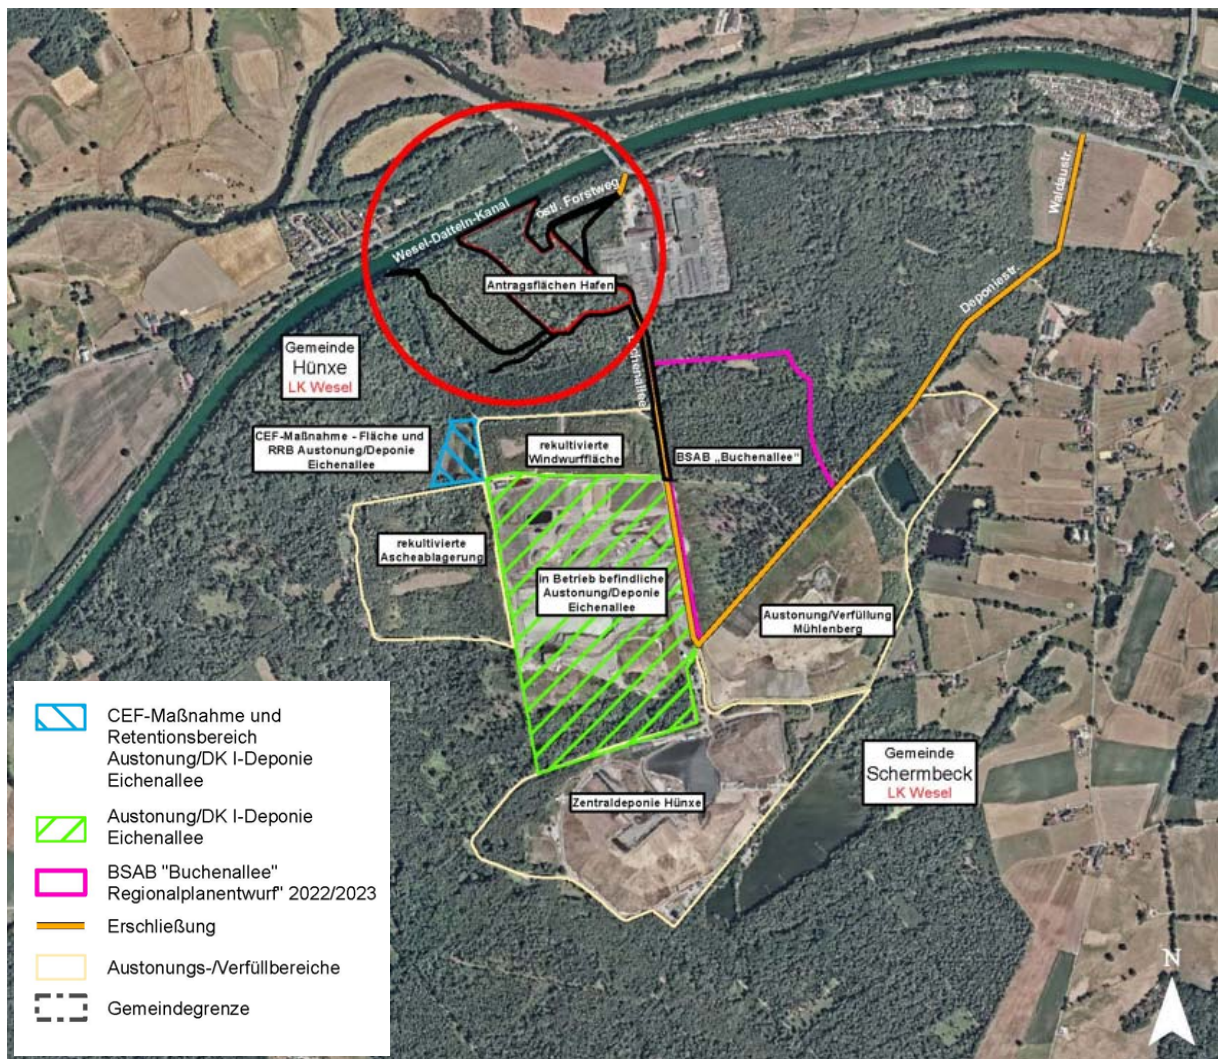 Waldaustr.
östl. Forstweg
Wesel-Datteln-Kanal
Deponiestr.
Antragsflächen Hafen
Gemeinde
Hünxe
LK Wesel
CEF-Maßnahme - Fläche und
RRB Austonung/Deponie
Eichenallee
rekultivierte
Windwurffläche
BSAB „Buchenallee"
rekultivierte
Ascheablagerung
in Betrieb befindliche
Austonung/Deponie
Eichenallee
Austonung/Verfüllung
Mühlenberg
Gemeinde
Schermbeck
LK Wesel
Zentraldeponie Hünxe
CEF-Maßnahme und
Retentionsbereich
Austonung/DK I-Deponie
Eichenallee
Austonung/DK I-Deponie
Eichenallee
BSAB "Buchenallee"
Regionalplanentwurf" 2022/2023
Erschließung
Austonungs-/Verfüllbereiche
Gemeindegrenze
N